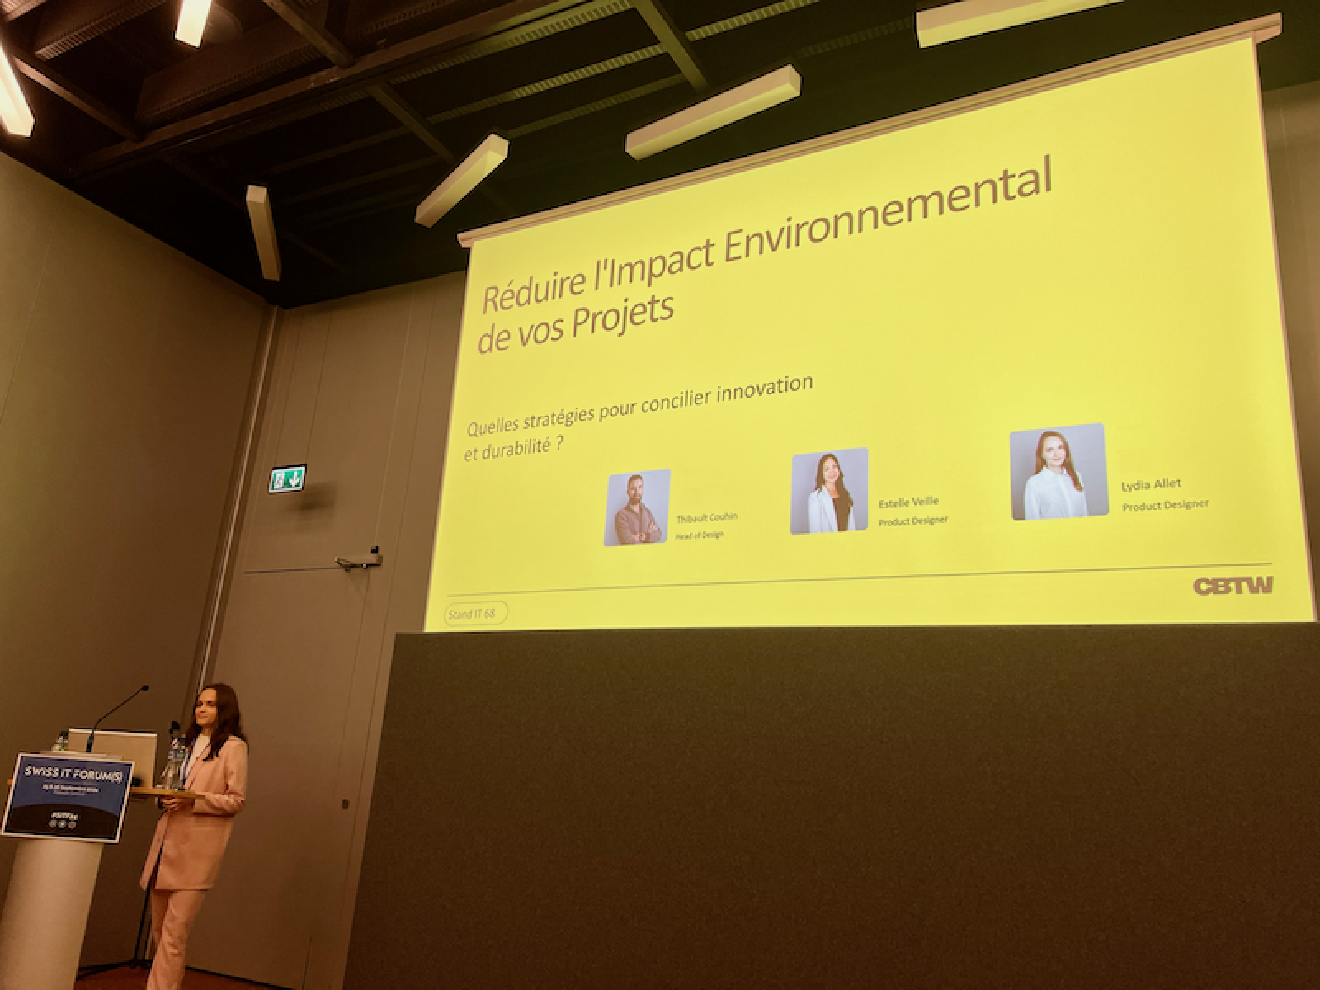 Réduire l'Impact Environnemental
de vos Projets
Quelles stratégies pour concilier innovation
et durabilité ?
Thibault Couhin
Head of Design
Estelle Veille
Product Designer
Lydia Allet
Product Designer
CBTW
Stand IT 68
SWISS IT FORUM(S)